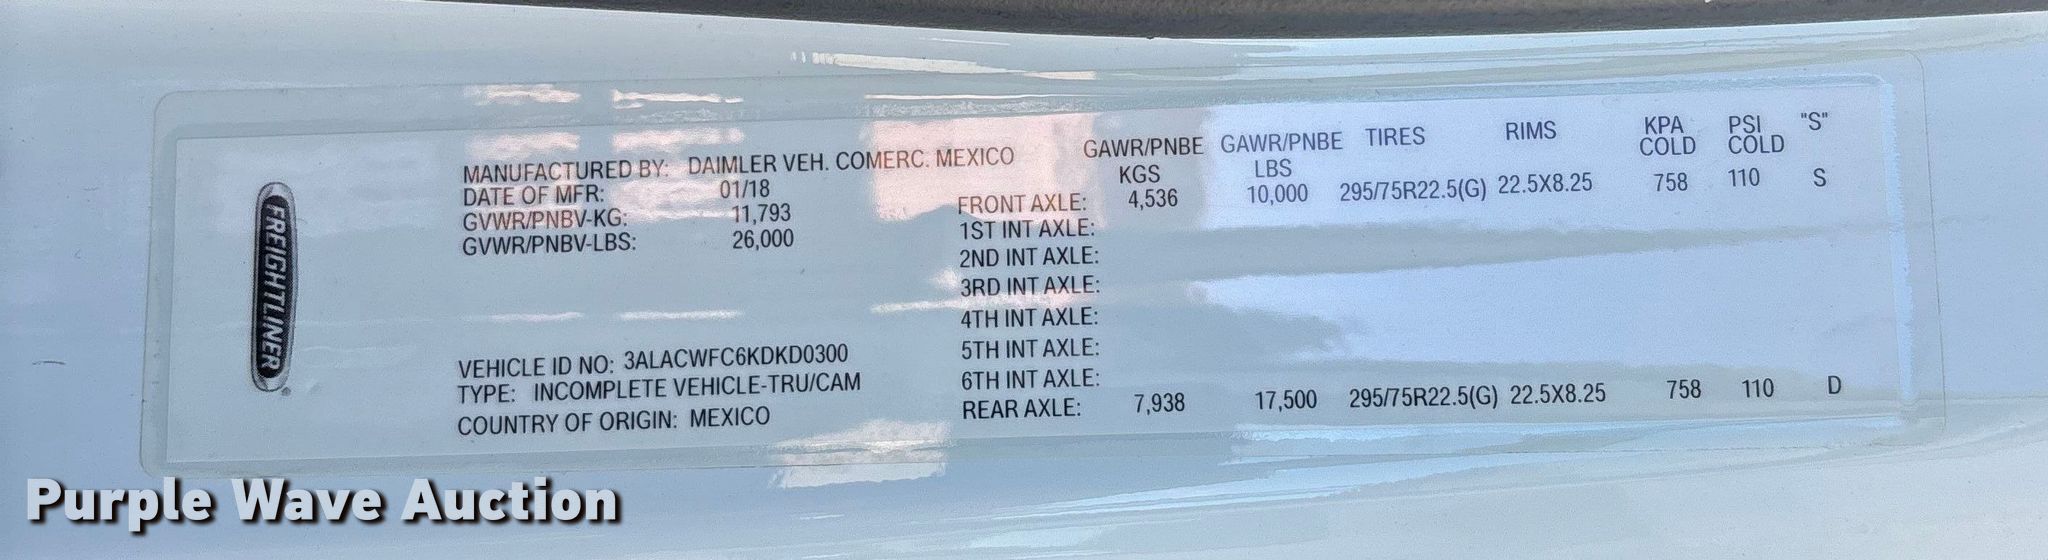 FREIGHTLINER
MANUFACTURED BY: DAIMLER VEH. COMERC. MEXICO
DATE OF MFR: 01/18
GVWR/PNBV-KG: 11,793
GVWR/PNBV-LBS: 26,000
VEHICLE ID NO: 3ALACWFC6KDKD0300
TYPE: INCOMPLETE VEHICLE-TRU/CAM
COUNTRY OF ORIGIN: MEXICO
GAWR/PNBE GAWR/PNBE TIRES RIMS KPA PSI "S"
KGS LBS COLD COLD
FRONT AXLE: 4,536 10,000 295/75R22.5(G) 22.5X8.25 758 110 S
1ST INT AXLE:
2ND INT AXLE:
3RD INT AXLE:
4TH INT AXLE:
5TH INT AXLE:
6TH INT AXLE:
REAR AXLE: 7,938 17,500 295/75R22.5(G) 22.5X8.25 758 110 D
Purple Wave Auction